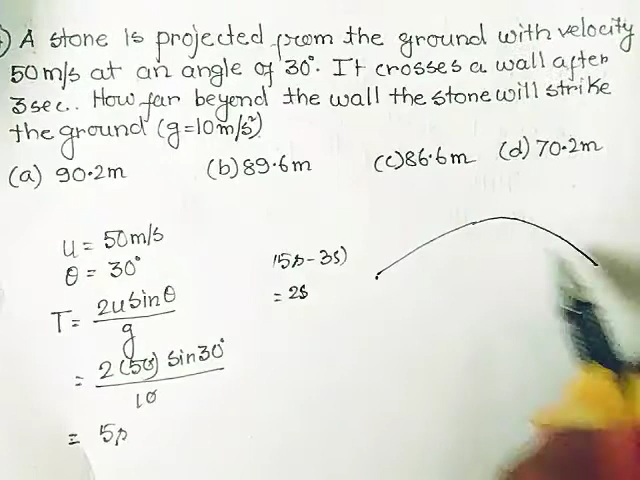 A stone is projected from the ground with velocity
50m/s at an angle of 30°. It crosses a wall after
3sec.. How far beyond the wall the stone will strike
the ground (g=10m/s²)
(a) 90.2m (b) 89.6m (c) 86.6m (d) 70.2m
u = 50m/s
θ = 30°
T = 2u sinθ / g
= 2(50) sin30° / 10
= 5s
(5s - 3s)
= 2s